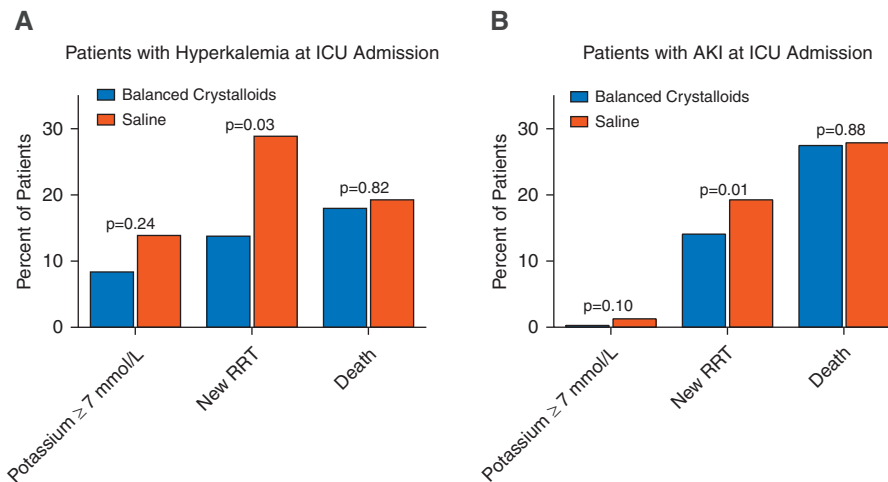 A
Patients with Hyperkalemia at ICU Admission
Balanced Crystalloids
Saline
Percent of Patients
30
20
10
0
p=0.24
p=0.03
p=0.82
Potassium ≥ 7 mmol/L
New RRT
Death
B
Patients with AKI at ICU Admission
Balanced Crystalloids
Saline
Percent of Patients
30
20
10
0
p=0.10
p=0.01
p=0.88
Potassium ≥ 7 mmol/L
New RRT
Death